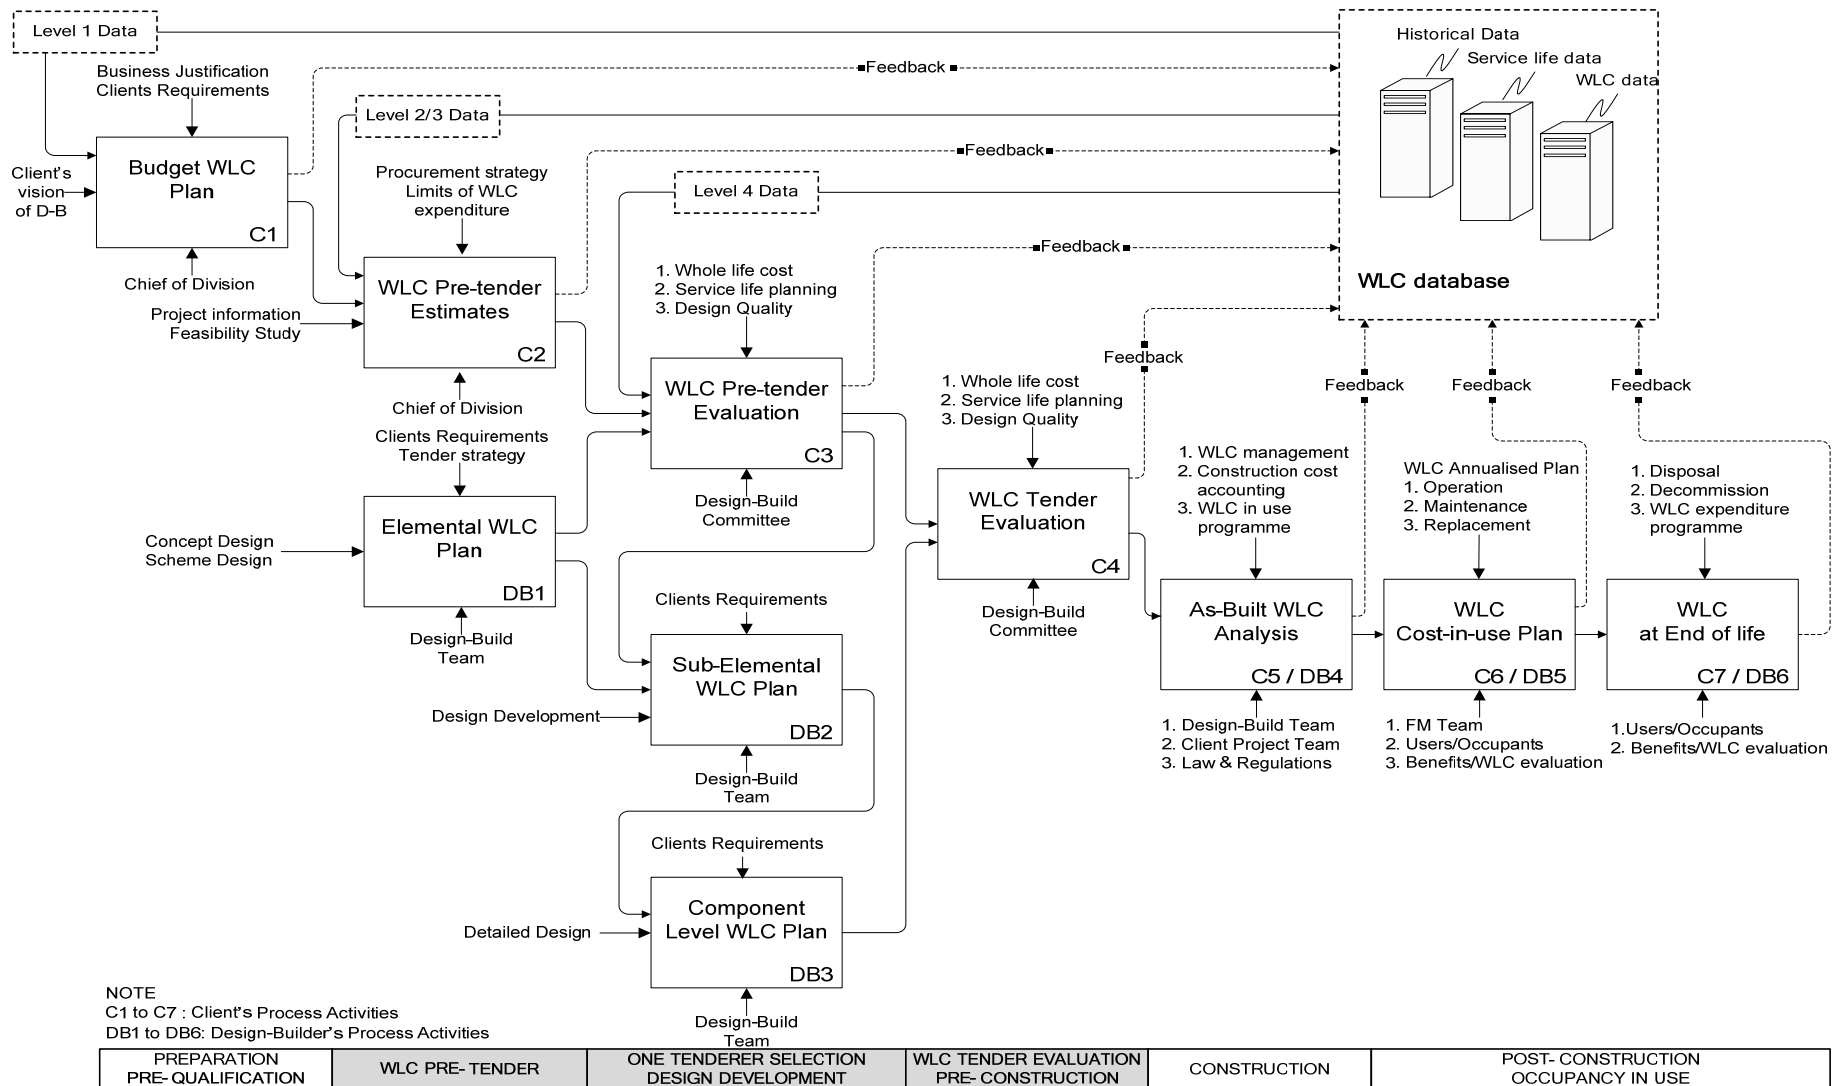 Level 1 Data
Historical Data
Service life data
WLC data
WLC database
Business Justification
Clients Requirements
Feedback
Level 2/3 Data
Client's
vision
of D-B
Budget WLC
Plan
C1
Chief of Division
Feedback
Procurement strategy
Limits of WLC
expenditure
Level 4 Data
Feedback
Project information
Feasibility Study
WLC Pre-tender
Estimates
C2
Chief of Division
1. Whole life cost
2. Service life planning
3. Design Quality
WLC Pre-tender
Evaluation
C3
Design-Build
Committee
Feedback
Feedback
Feedback
Feedback
Clients Requirements
Tender strategy
Concept Design
Scheme Design
Elemental WLC
Plan
DB1
Design-Build
Team
1. Whole life cost
2. Service life planning
3. Design Quality
WLC Tender
Evaluation
C4
Design-Build
Committee
1. WLC management
2. Construction cost
accounting
3. WLC in use
programme
As-Built WLC
Analysis
C5 / DB4
1. Design-Build Team
2. Client Project Team
3. Law & Regulations
WLC Annualised Plan
1. Operation
2. Maintenance
3. Replacement
WLC
Cost-in-use Plan
C6 / DB5
1. FM Team
2. Users/Occupants
3. Benefits/WLC evaluation
1. Disposal
2. Decommission
3. WLC expenditure
programme
WLC
at End of life
C7 / DB6
1.Users/Occupants
2. Benefits/WLC evaluation
Clients Requirements
Design Development
Sub-Elemental
WLC Plan
DB2
Design-Build
Team
Clients Requirements
Detailed Design
Component
Level WLC Plan
DB3
Design-Build
Team
NOTE
C1 to C7 : Client's Process Activities
DB1 to DB6: Design-Builder's Process Activities
PREPARATION
PRE- QUALIFICATION
WLC PRE- TENDER
ONE TENDERER SELECTION
DESIGN DEVELOPMENT
WLC TENDER EVALUATION
PRE- CONSTRUCTION
CONSTRUCTION
POST- CONSTRUCTION
OCCUPANCY IN USE